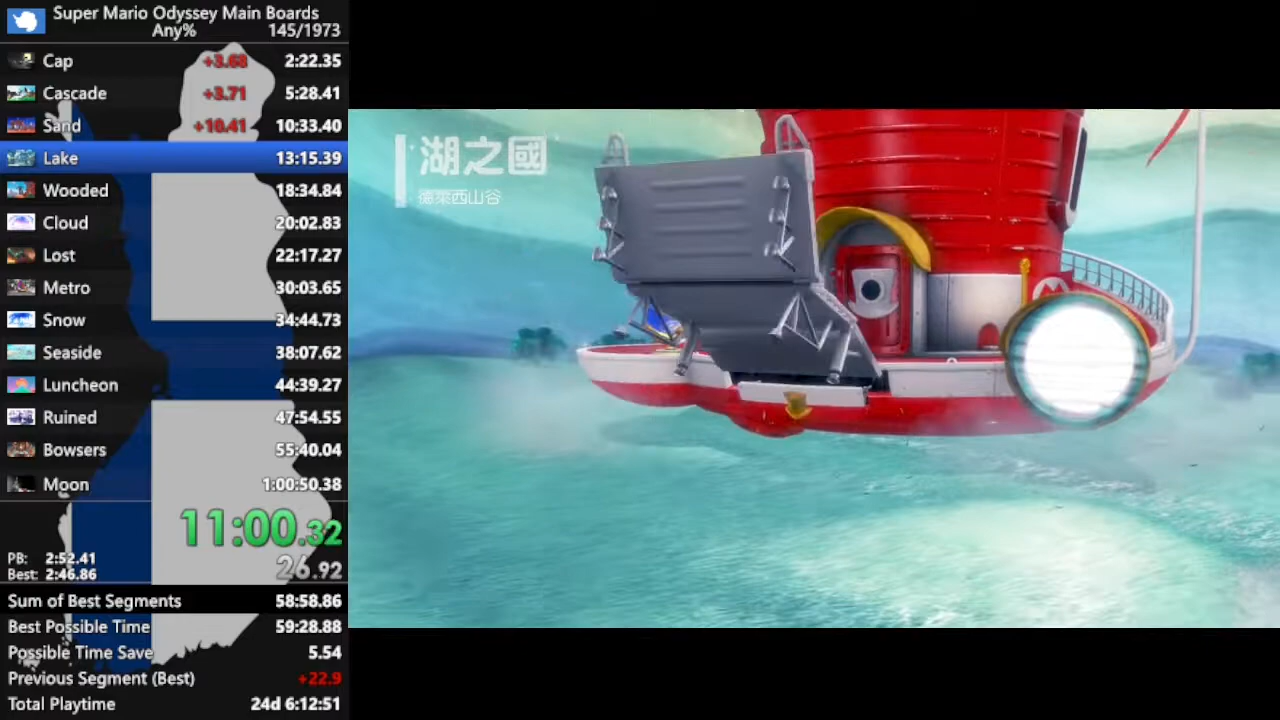 Super Mario Odyssey Main Boards
Any% 145/1973
Cap +3.68 2:22.35
Cascade +3.71 5:28.41
Sand +10.41 10:33.40
Lake 13:15.39
Wooded 18:34.84
Cloud 20:02.83
Lost 22:17.27
Metro 30:03.65
Snow 34:44.73
Seaside 38:07.62
Luncheon 44:39.27
Ruined 47:54.55
Bowsers 55:40.04
Moon 1:00:50.38
11:00.32
PB: 2:52.41
Best: 2:46.86
26.92
Sum of Best Segments 58:58.86
Best Possible Time 59:28.88
Possible Time Save 5.54
Previous Segment (Best) +22.9
Total Playtime 24d 6:12:51
湖之國
德萊西山谷